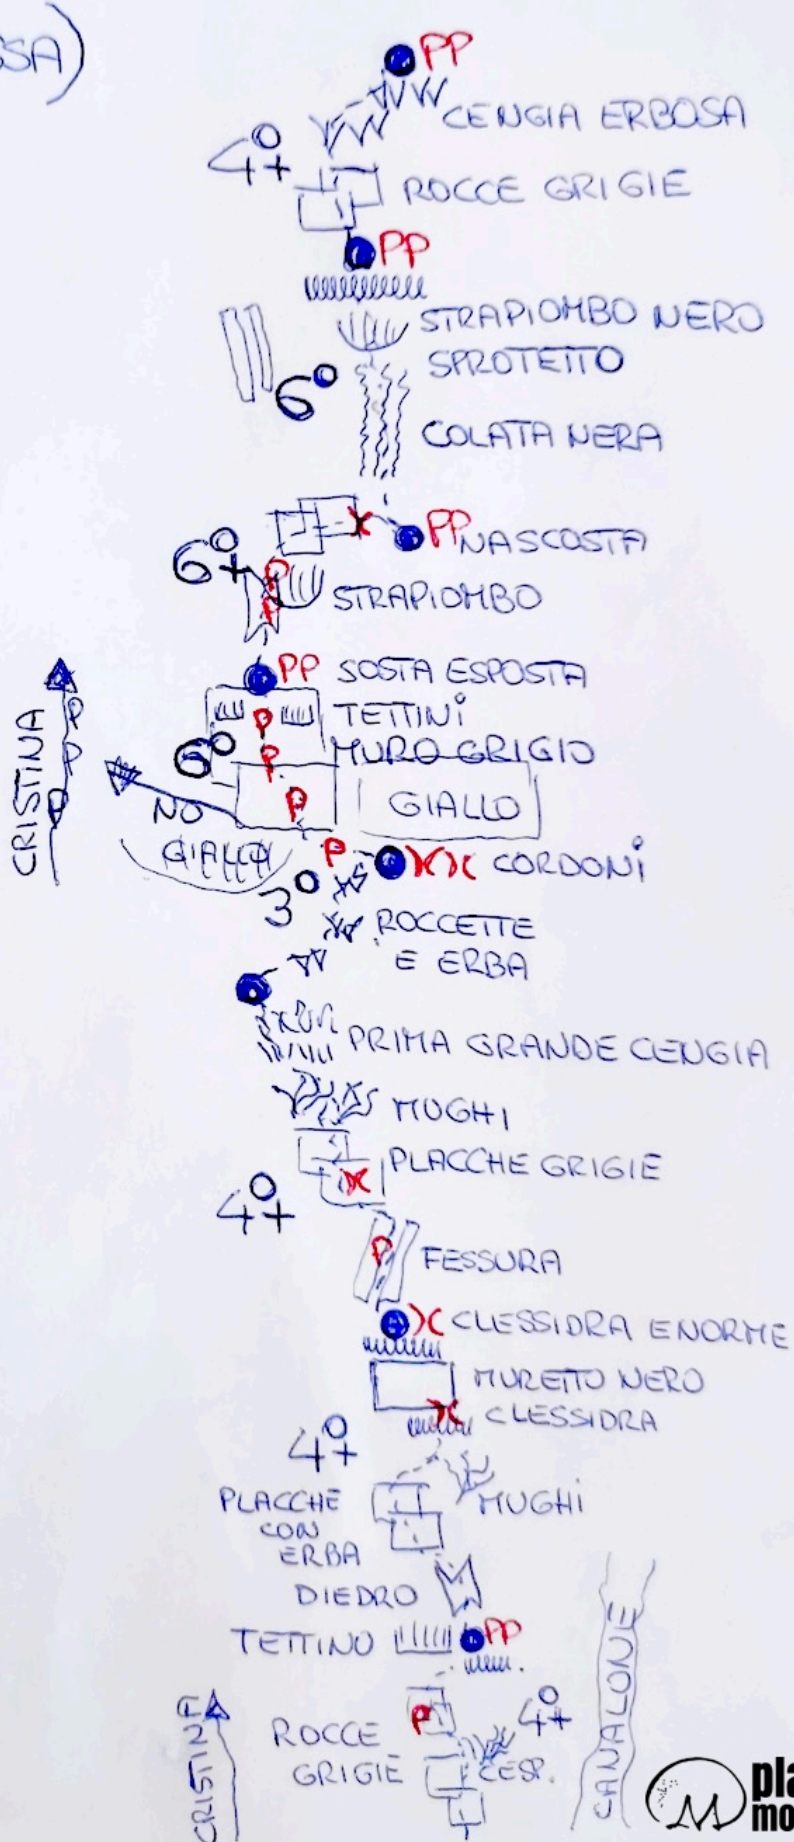 SSA)
PP
CENGIA ERBOSA
4°+
ROCCE GRIGIE
PP
STRAPIOMBO NERO
SPROTETTO
6°
COLATA NERA
PP NASCOSTA
6°+
P
P
STRAPIOMBO
PP SOSTA ESPOSTA
P TETTINI
6° P MURO GRIGIO
CRISTINA
P
P
P
P GIALLO
NO
GIALLO
P
CORDONI
3°
ROCCETTE
E ERBA
PRIMA GRANDE CENGIA
MUGHI
PLACCHE GRIGIE
4°+
P FESSURA
CLESSIDRA ENORME
MURETTO NERO
CLESSIDRA
4°+
PLACCHE
CON
ERBA
MUGHI
DIEDRO
TETTINO
PP
CANALONE
CRISTINA
ROCCE
GRIGIE
P
4°+
CESP.
pla
mo